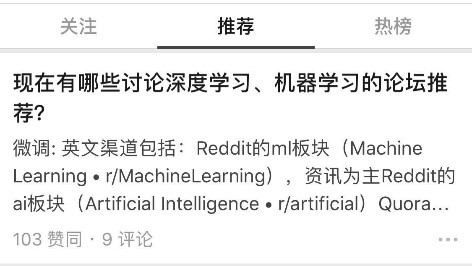 关注 推荐 热榜
现在有哪些讨论深度学习、机器学习的论坛推
荐?
微调: 英文渠道包括：Reddit的ml板块（Machine
Learning • r/MachineLearning），资讯为主Reddit的
ai板块（Artificial Intelligence • r/artificial）Quora...
103 赞同 · 9 评论